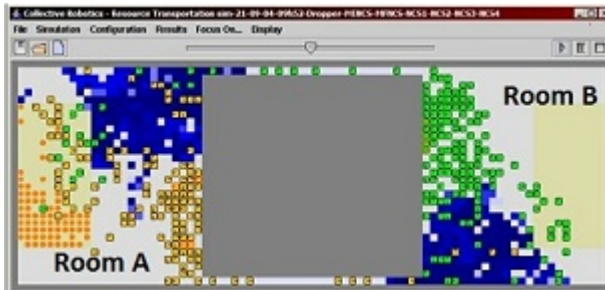 Collective Robotics - Resource Transportation
File Simulation Configuration Results Focus On... Display
Room B
Room A